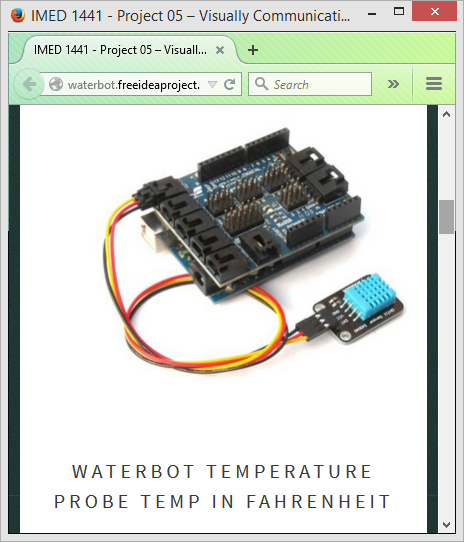 IMED 1441 - Project 05 – Visually Communicati...
IMED 1441 - Project 05 – Visuall...
waterbot.freeideaproject.
Search
WATERBOT TEMPERATURE
PROBE TEMP IN FAHRENHEIT